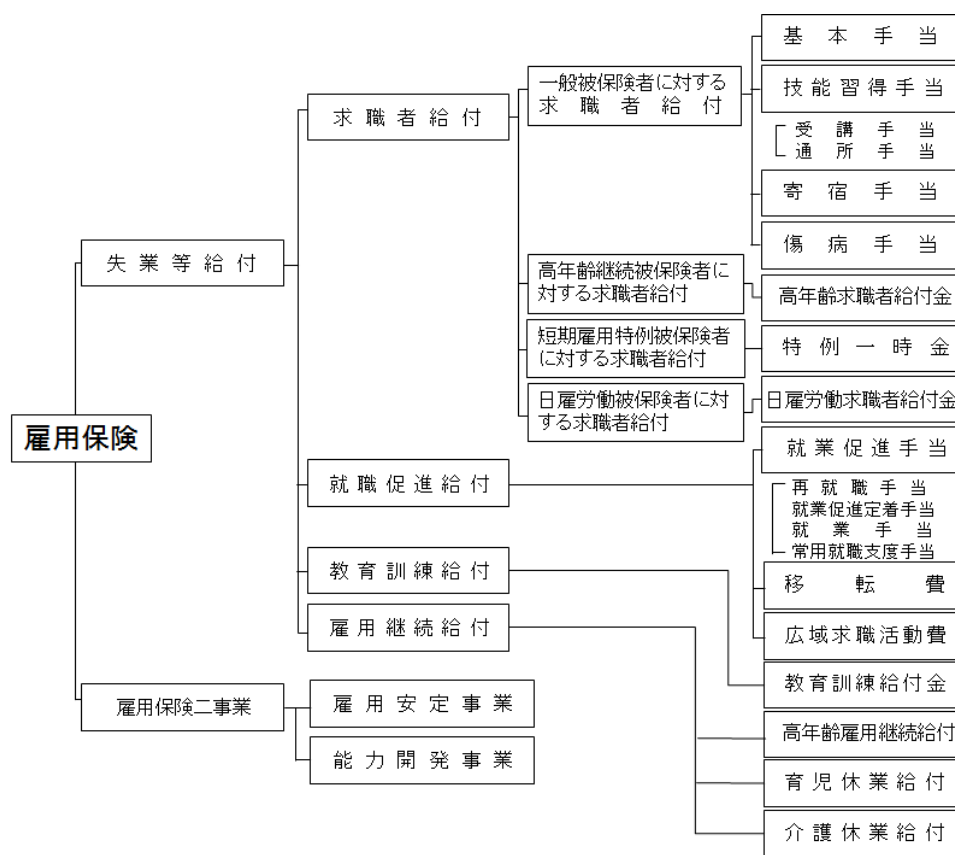 基本手当
一般被保険者に対する
求職者給付
技能習得手当
求職者給付
受講手当
通所手当
寄宿手当
傷病手当
失業等給付
高年齢継続被保険者に
対する求職者給付
高年齢求職者給付金
短期雇用特例被保険者
に対する求職者給付
特例一時金
日雇労働被保険者に対
する求職者給付
日雇労働求職者給付金
雇用保険
就業促進手当
就職促進給付
再就職手当
就業促進定着手当
就業手当
常用就職支度手当
教育訓練給付
移転費
雇用継続給付
広域求職活動費
教育訓練給付金
雇用保険二事業
雇用安定事業
高年齢雇用継続給付
能力開発事業
育児休業給付
介護休業給付